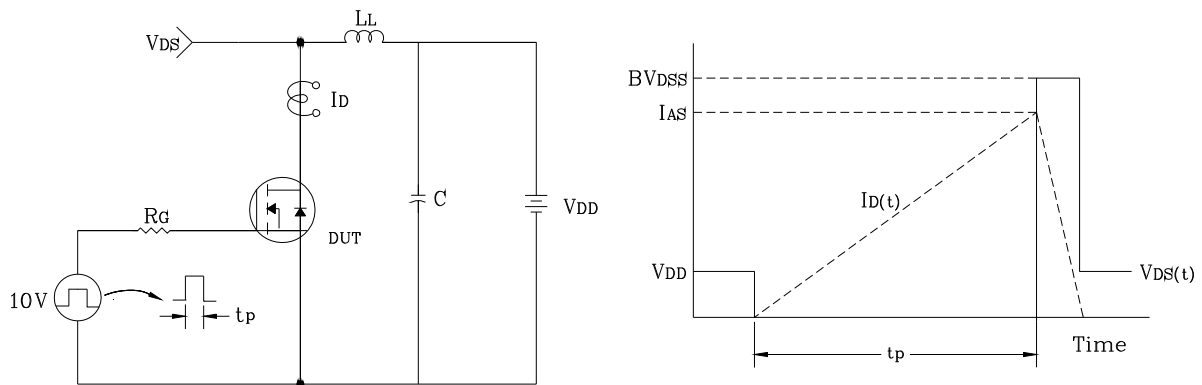 LL
VDS
ID
RG
C
VDD
DUT
10V
tp
BVDSS
IAS
ID(t)
VDD
VDS(t)
tp
Time